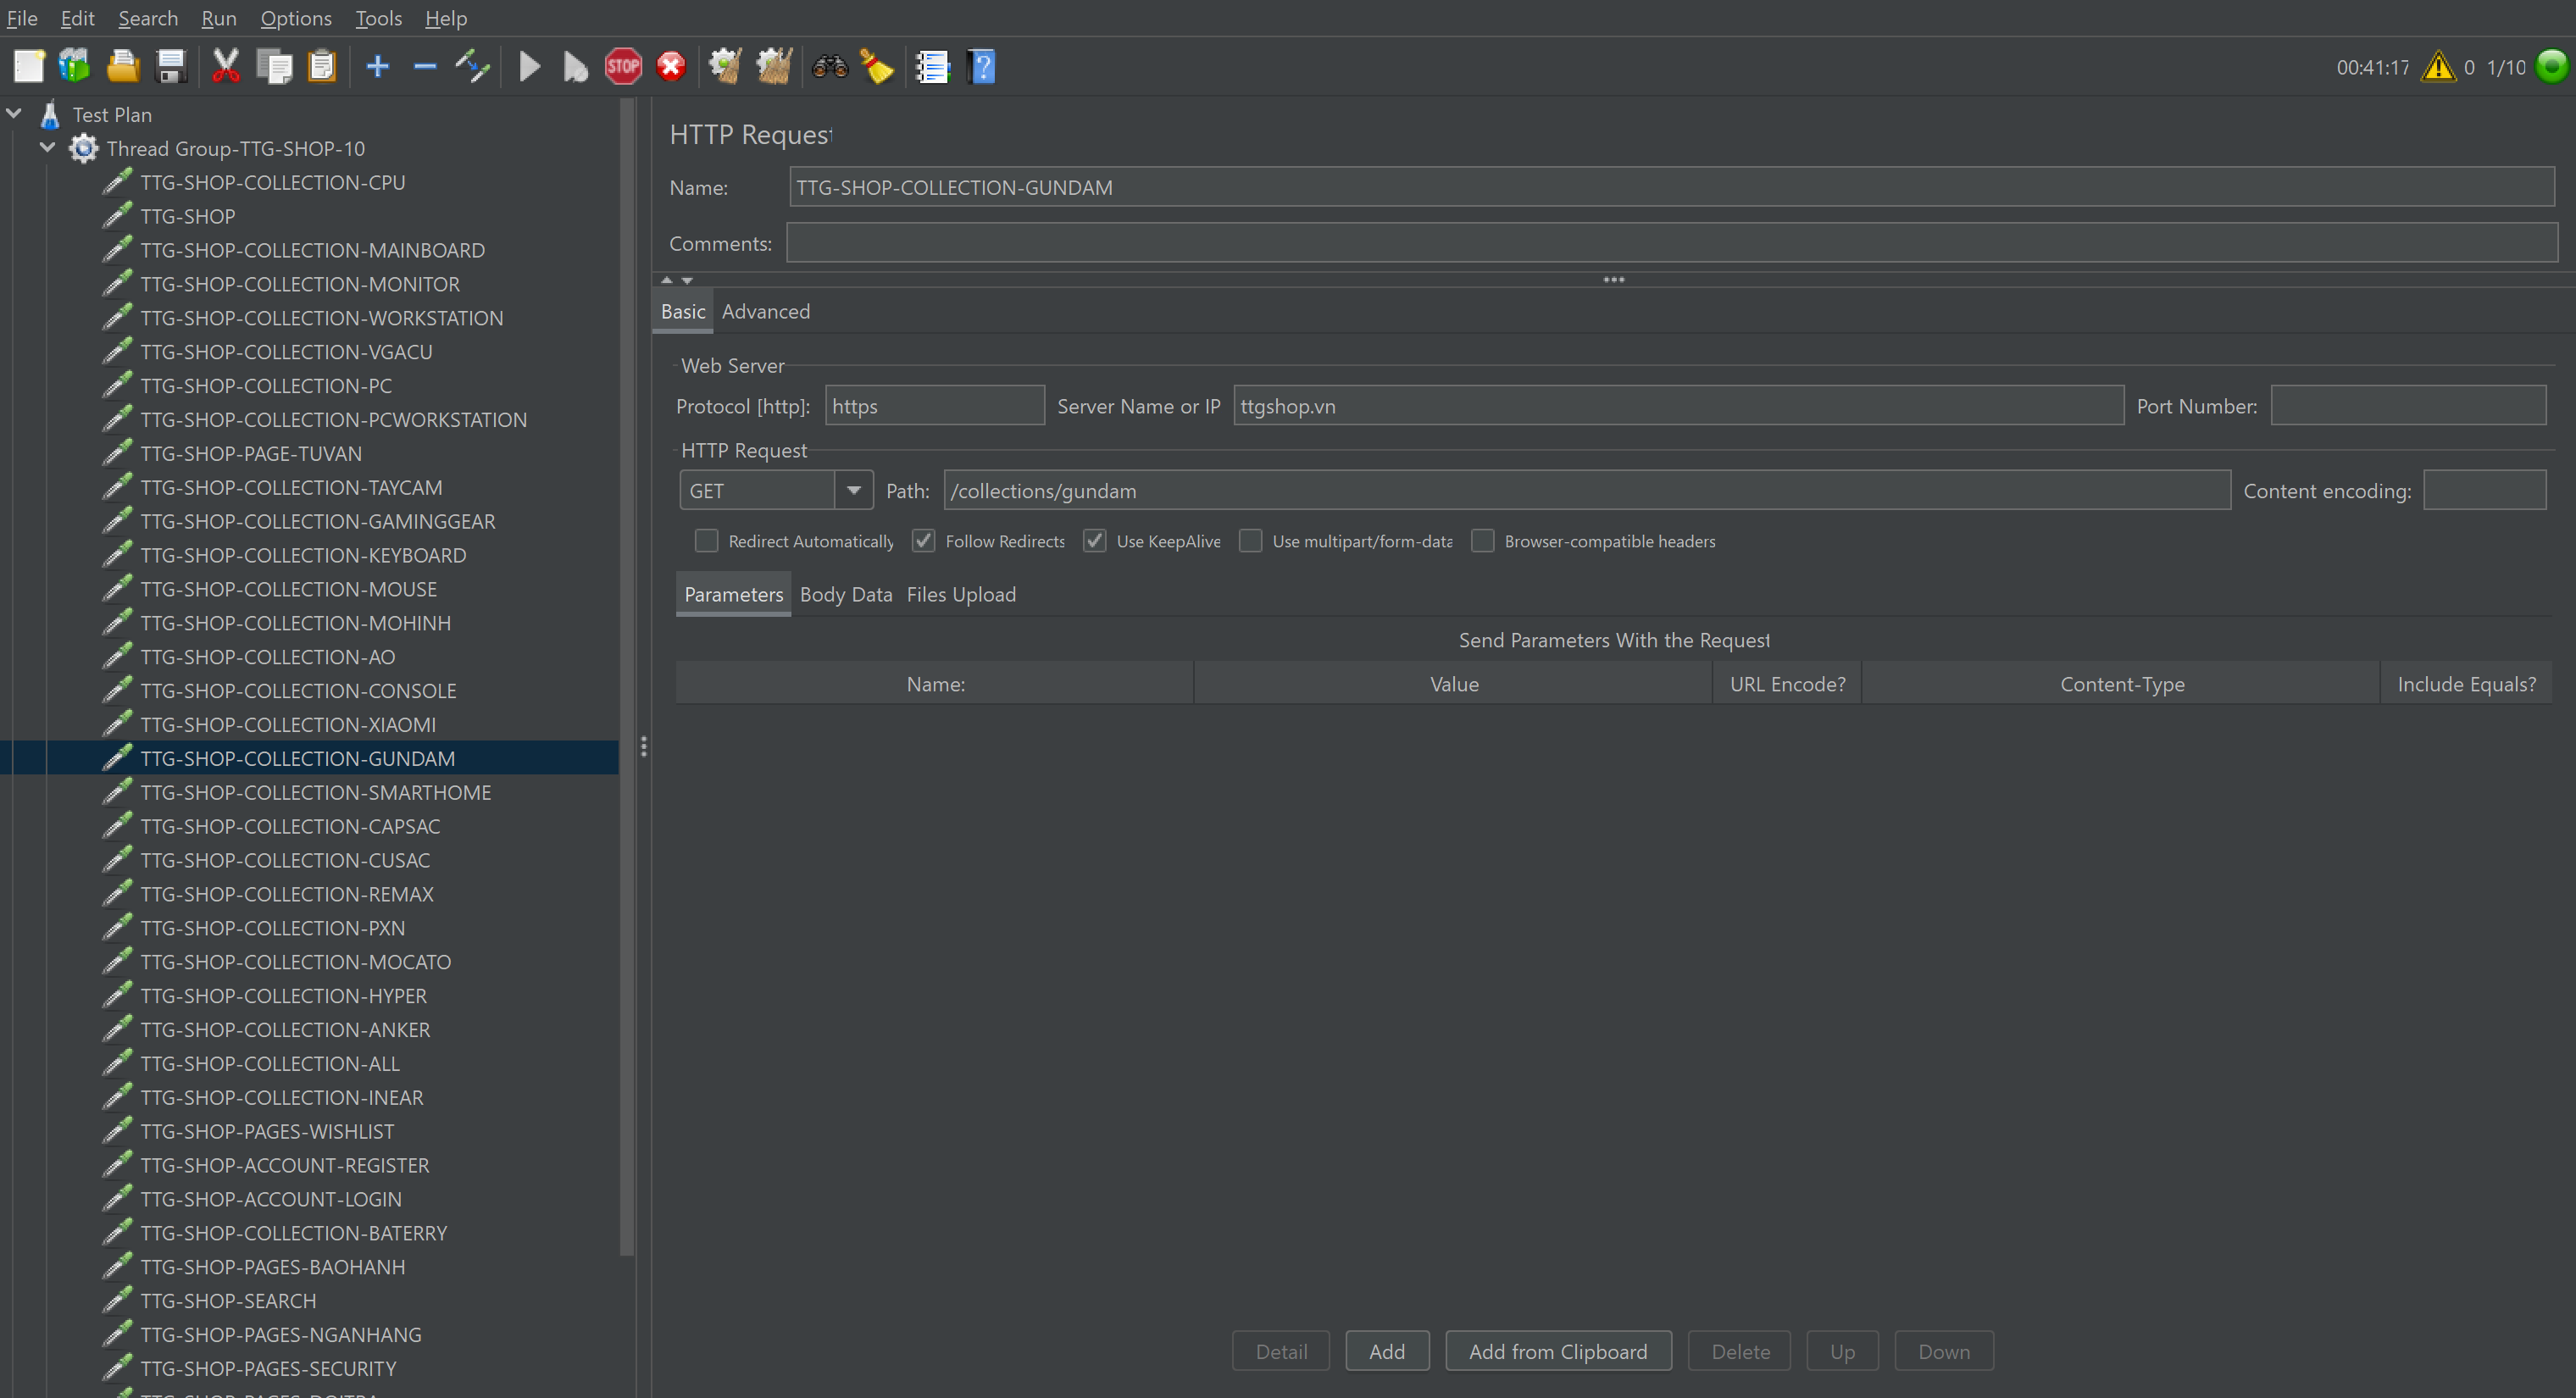 File Edit Search Run Options Tools Help
STOP
?
00:41:17 0 1/10
Test Plan
Thread Group-TTG-SHOP-10
TTG-SHOP-COLLECTION-CPU
TTG-SHOP
TTG-SHOP-COLLECTION-MAINBOARD
TTG-SHOP-COLLECTION-MONITOR
TTG-SHOP-COLLECTION-WORKSTATION
TTG-SHOP-COLLECTION-VGACU
TTG-SHOP-COLLECTION-PC
TTG-SHOP-COLLECTION-PCWORKSTATION
TTG-SHOP-PAGE-TUVAN
TTG-SHOP-COLLECTION-TAYCAM
TTG-SHOP-COLLECTION-GAMINGGEAR
TTG-SHOP-COLLECTION-KEYBOARD
TTG-SHOP-COLLECTION-MOUSE
TTG-SHOP-COLLECTION-MOHINH
TTG-SHOP-COLLECTION-AO
TTG-SHOP-COLLECTION-CONSOLE
TTG-SHOP-COLLECTION-XIAOMI
TTG-SHOP-COLLECTION-GUNDAM
TTG-SHOP-COLLECTION-SMARTHOME
TTG-SHOP-COLLECTION-CAPSAC
TTG-SHOP-COLLECTION-CUSAC
TTG-SHOP-COLLECTION-REMAX
TTG-SHOP-COLLECTION-PXN
TTG-SHOP-COLLECTION-MOCATO
TTG-SHOP-COLLECTION-HYPER
TTG-SHOP-COLLECTION-ANKER
TTG-SHOP-COLLECTION-ALL
TTG-SHOP-COLLECTION-INEAR
TTG-SHOP-PAGES-WISHLIST
TTG-SHOP-ACCOUNT-REGISTER
TTG-SHOP-ACCOUNT-LOGIN
TTG-SHOP-COLLECTION-BATERRY
TTG-SHOP-PAGES-BAOHANH
TTG-SHOP-SEARCH
TTG-SHOP-PAGES-NGANHANG
TTG-SHOP-PAGES-SECURITY
HTTP Request
Name: TTG-SHOP-COLLECTION-GUNDAM
Comments:
Basic Advanced
Web Server
Protocol [http]: https Server Name or IP ttgshop.vn Port Number:
HTTP Request
GET Path: /collections/gundam Content encoding:
Redirect Automatically Follow Redirects Use KeepAlive Use multipart/form-data Browser-compatible headers
Parameters Body Data Files Upload
Send Parameters With the Request
Name: Value URL Encode? Content-Type Include Equals?
Detail Add Add from Clipboard Delete Up Down